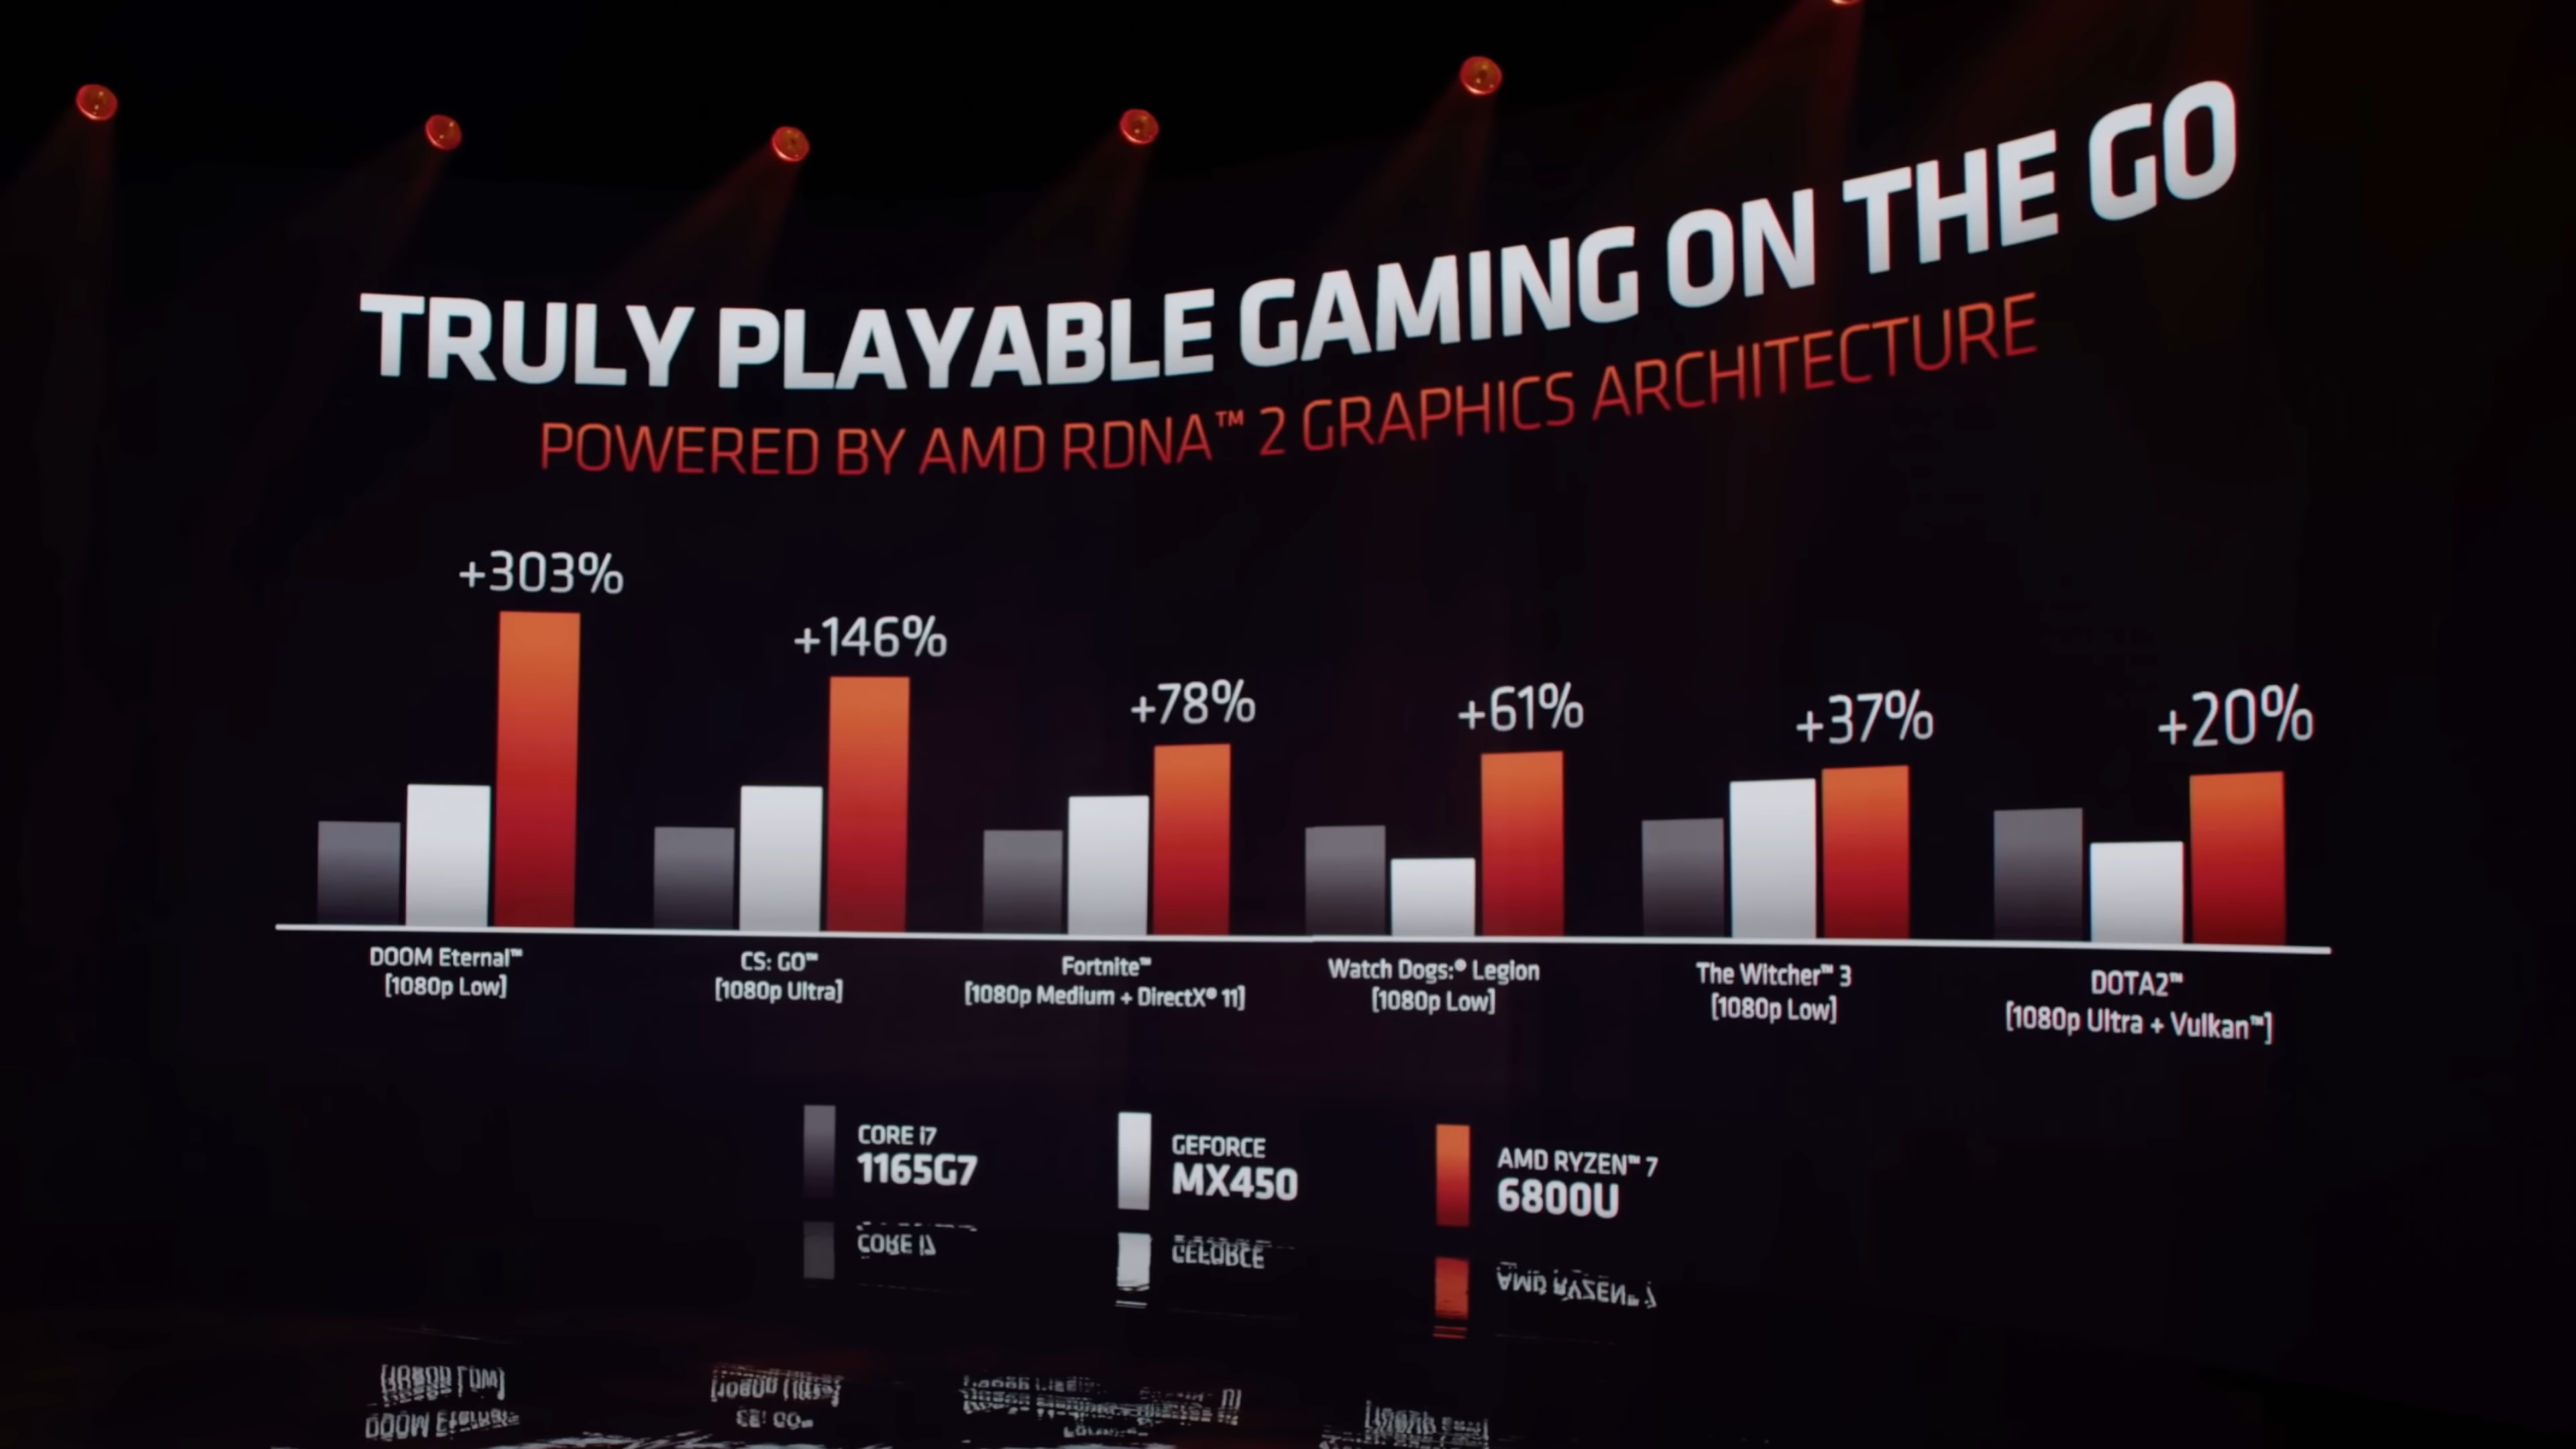 TRULY PLAYABLE GAMING ON THE GO
POWERED BY AMD RDNA™ 2 GRAPHICS ARCHITECTURE
+303%
+146%
+78%
+61%
+37%
+20%
DOOM Eternal™
[1080p Low]
CS: GO™
[1080p Ultra]
Fortnite™
[1080p Medium + DirectX® 11]
Watch Dogs:® Legion
[1080p Low]
The Witcher™ 3
[1080p Low]
DOTA2™
[1080p Ultra + Vulkan™]
CORE i7
1165G7
GEFORCE
MX450
AMD RYZEN™ 7
6800U